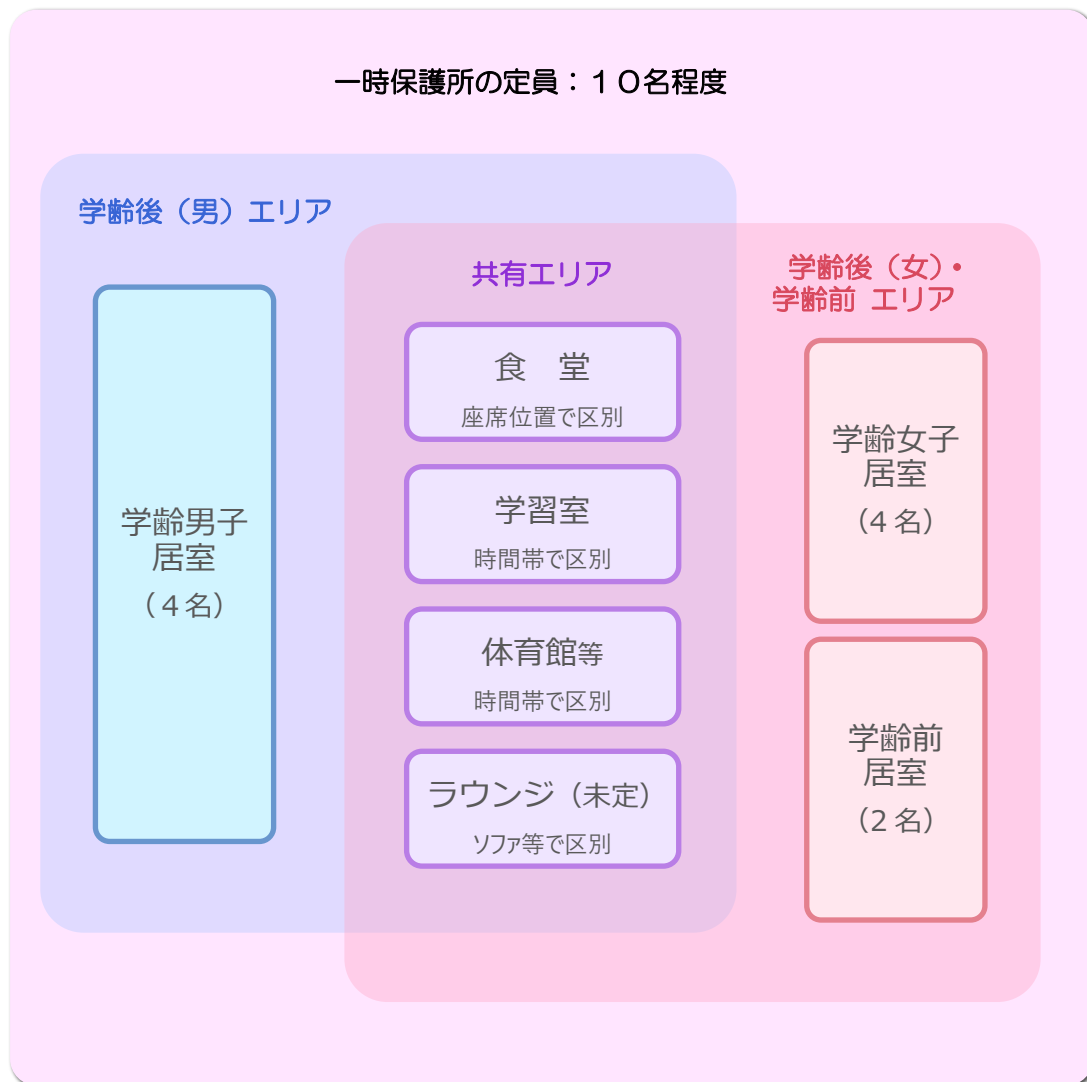 一時保護所の定員：１０名程度
学齢後（男）エリア
学齢男子
居室
（４名）
共有エリア
食　堂
座席位置で区別
学習室
時間帯で区別
体育館等
時間帯で区別
ラウンジ（未定）
ソファ等で区別
学齢後（女）・
学齢前 エリア
学齢女子
居室
（４名）
学齢前
居室
（２名）